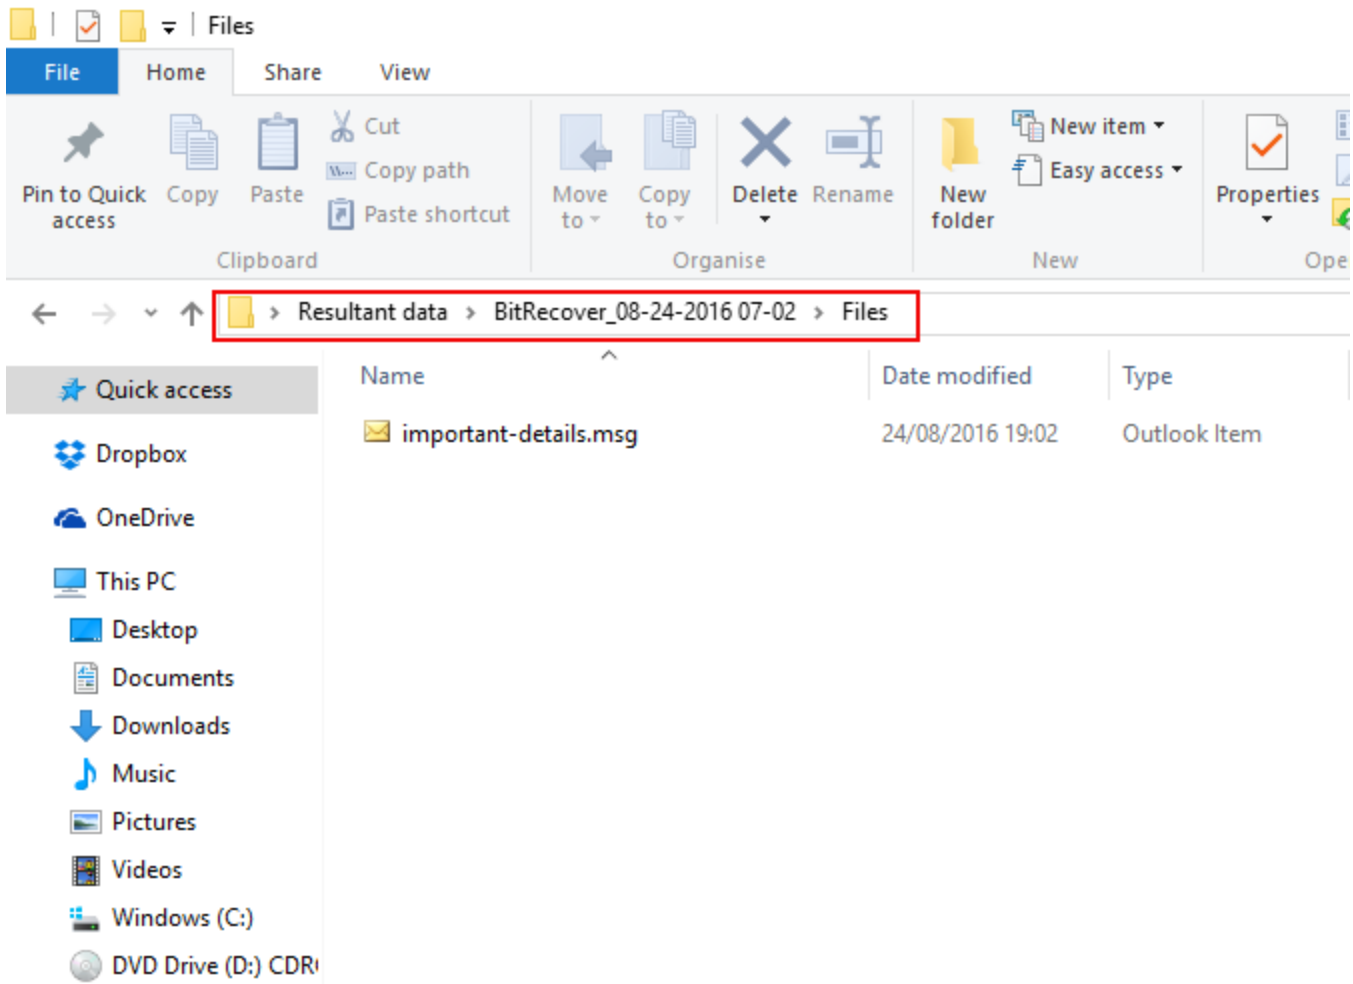 Files
File Home Share View
Pin to Quick access
Copy
Paste
Cut
Copy path
Paste shortcut
Move to
Copy to
Delete
Rename
New folder
New item
Easy access
Properties
Clipboard
Organise
New
Resultant data > BitRecover_08-24-2016 07-02 > Files
Name Date modified Type
important-details.msg 24/08/2016 19:02 Outlook Item
Quick access
Dropbox
OneDrive
This PC
Desktop
Documents
Downloads
Music
Pictures
Videos
Windows (C:)
DVD Drive (D:)